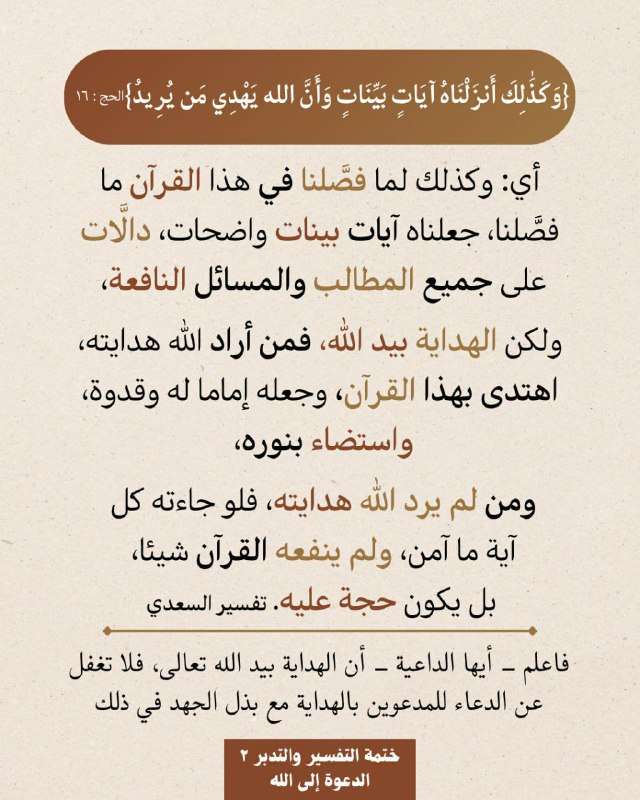 {وَكَذَٰلِكَ أَنزَلْنَاهُ آيَاتٍ بَيِّنَاتٍ وَأَنَّ الله يَهْدِي مَن يُرِيدُ}الحج: ١٦
أي: وكذلك لما فصَّلنا في هذا القرآن ما
فصَّلنا، جعلناه آيات بينات واضحات، دالَّات
على جميع المطالب والمسائل النافعة،
ولكن الهداية بيد الله، فمن أراد الله هدايته،
اهتدى بهذا القرآن، وجعله إماما له وقدوة،
واستضاء بنوره،
ومن لم يرد الله هدايته، فلو جاءته كل
آية ما آمن، ولم ينفعه القرآن شيئا،
بل يكون حجة عليه. تفسير السعدي
فاعلم – أيها الداعية – أن الهداية بيد الله تعالى، فلا تغفل
عن الدعاء للمدعوين بالهداية مع بذل الجهد في ذلك
ختمة التفسير والتدبر ٢
الدعوة إلى الله